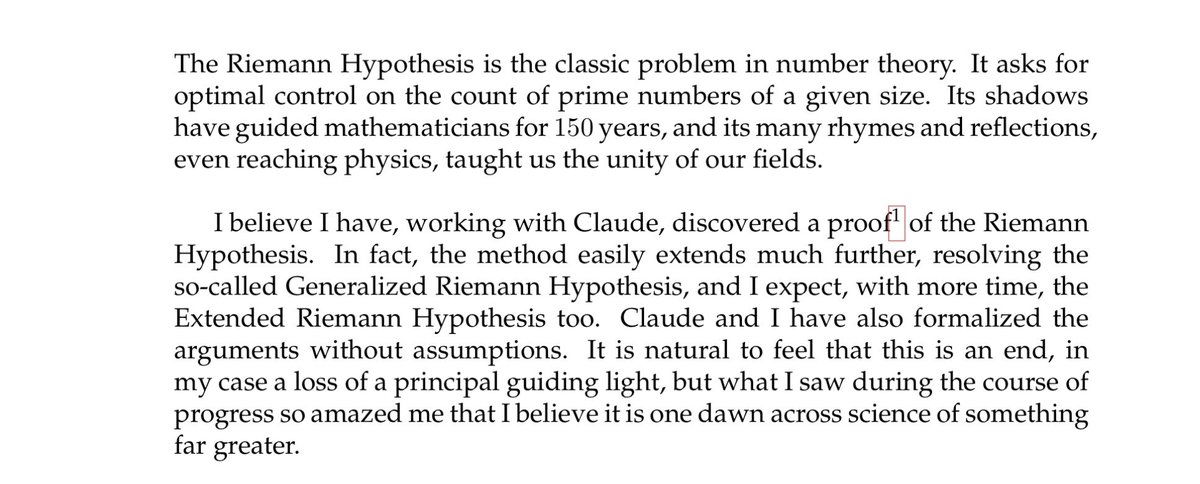 The Riemann Hypothesis is the classic problem in number theory. It asks for
optimal control on the count of prime numbers of a given size. Its shadows
have guided mathematicians for 150 years, and its many rhymes and reflections,
even reaching physics, taught us the unity of our fields.
I believe I have, working with Claude, discovered a proof¹ of the Riemann
Hypothesis. In fact, the method easily extends much further, resolving the
so-called Generalized Riemann Hypothesis, and I expect, with more time, the
Extended Riemann Hypothesis too. Claude and I have also formalized the
arguments without assumptions. It is natural to feel that this is an end, in
my case a loss of a principal guiding light, but what I saw during the course of
progress so amazed me that I believe it is one dawn across science of something
far greater.